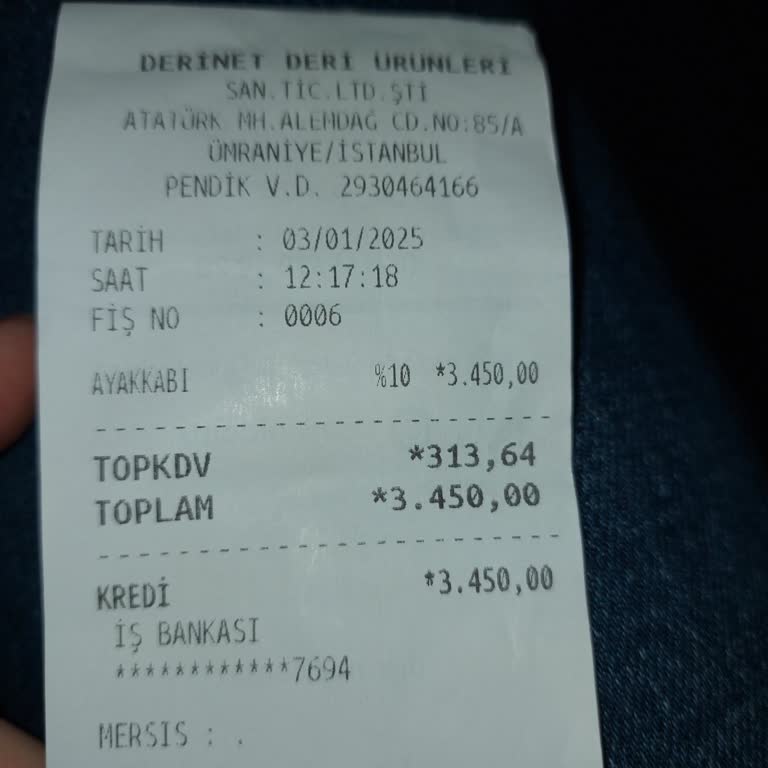 DERİNET DERİ ÜRÜNLERİ
SAN.TİC.LTD.ŞTİ
ATATÜRK MH.ALEMDAĞ CD.NO:85/A
ÜMRANİYE/İSTANBUL
PENDİK V.D. 2930464166
TARİH : 03/01/2025
SAAT : 12:17:18
FİŞ NO : 0006
AYAKKABI %10 *3.450,00
TOPKDV *313,64
TOPLAM *3.450,00
KREDİ *3.450,00
İŞ BANKASI
************7694
MERSIS : .